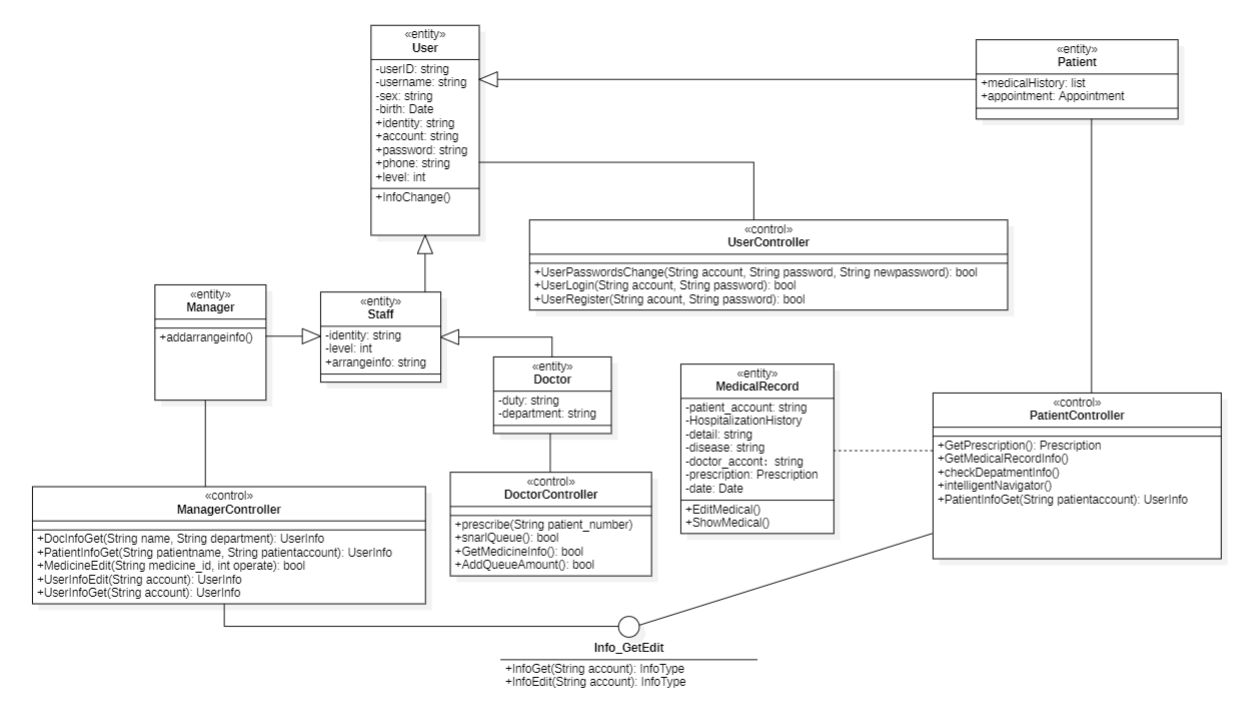 «entity»
User
-userID: string
-username: string
-sex: string
-birth: Date
+identity: string
+account: string
+password: string
+phone: string
+level: int
+InfoChange()
«entity»
Patient
+medicalHistory: list
+appointment: Appointment
«control»
UserController
+UserPasswordsChange(String account, String password, String newpassword): bool
+UserLogin(String account, String password): bool
+UserRegister(String acount, String password): bool
«entity»
Manager
+addarrangeinfo()
«entity»
Staff
-identity: string
-level: int
+arrangeinfo: string
«entity»
Doctor
-duty: string
-department: string
«entity»
MedicalRecord
-patient_account: string
-HospitalizationHistory
-detail: string
-disease: string
-doctor_accont：string
-prescription: Prescription
-date: Date
+EditMedical()
+ShowMedical()
«control»
PatientController
+GetPrescription(): Prescription
+GetMedicalRecordInfo()
+checkDepatmentInfo()
+intelligentNavigator()
+PatientInfoGet(String patientaccount): UserInfo
«control»
ManagerController
+DocInfoGet(String name, String department): UserInfo
+PatientInfoGet(String patientname, String patientaccount): UserInfo
+MedicineEdit(String medicine_id, int operate): bool
+UserInfoEdit(String account): UserInfo
+UserInfoGet(String account): UserInfo
«control»
DoctorController
+prescribe(String patient_number)
+snarlQueue(): bool
+GetMedicineInfo(): bool
+AddQueueAmount(): bool
Info_GetEdit
+InfoGet(String account): InfoType
+InfoEdit(String account): InfoType